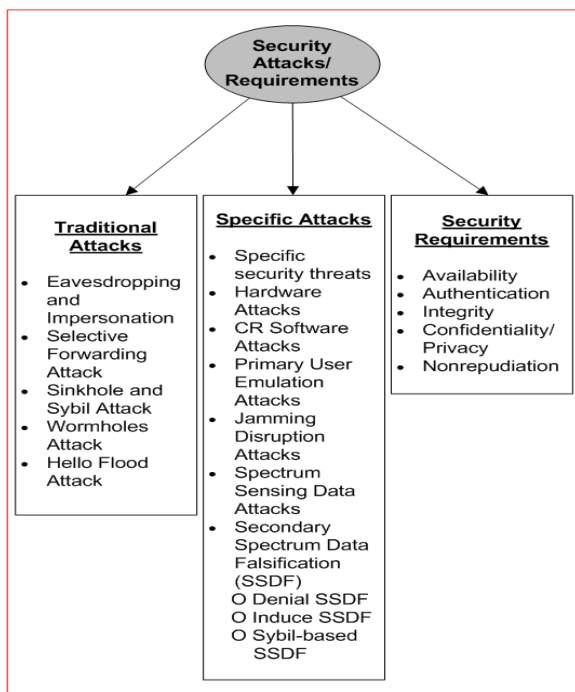 Security
Attacks/
Requirements
Traditional
Attacks
• Eavesdropping
and
Impersonation
• Selective
Forwarding
Attack
• Sinkhole and
Sybil Attack
• Wormholes
Attack
• Hello Flood
Attack
Specific Attacks
• Specific
security threats
• Hardware
Attacks
• CR Software
Attacks
• Primary User
Emulation
Attacks
• Jamming
Disruption
Attacks
• Spectrum
Sensing Data
Attacks
• Secondary
Spectrum Data
Falsification
(SSDF)
O Denial SSDF
O Induce SSDF
O Sybil-based
SSDF
Security
Requirements
• Availability
• Authentication
• Integrity
• Confidentiality/
Privacy
• Nonrepudiation